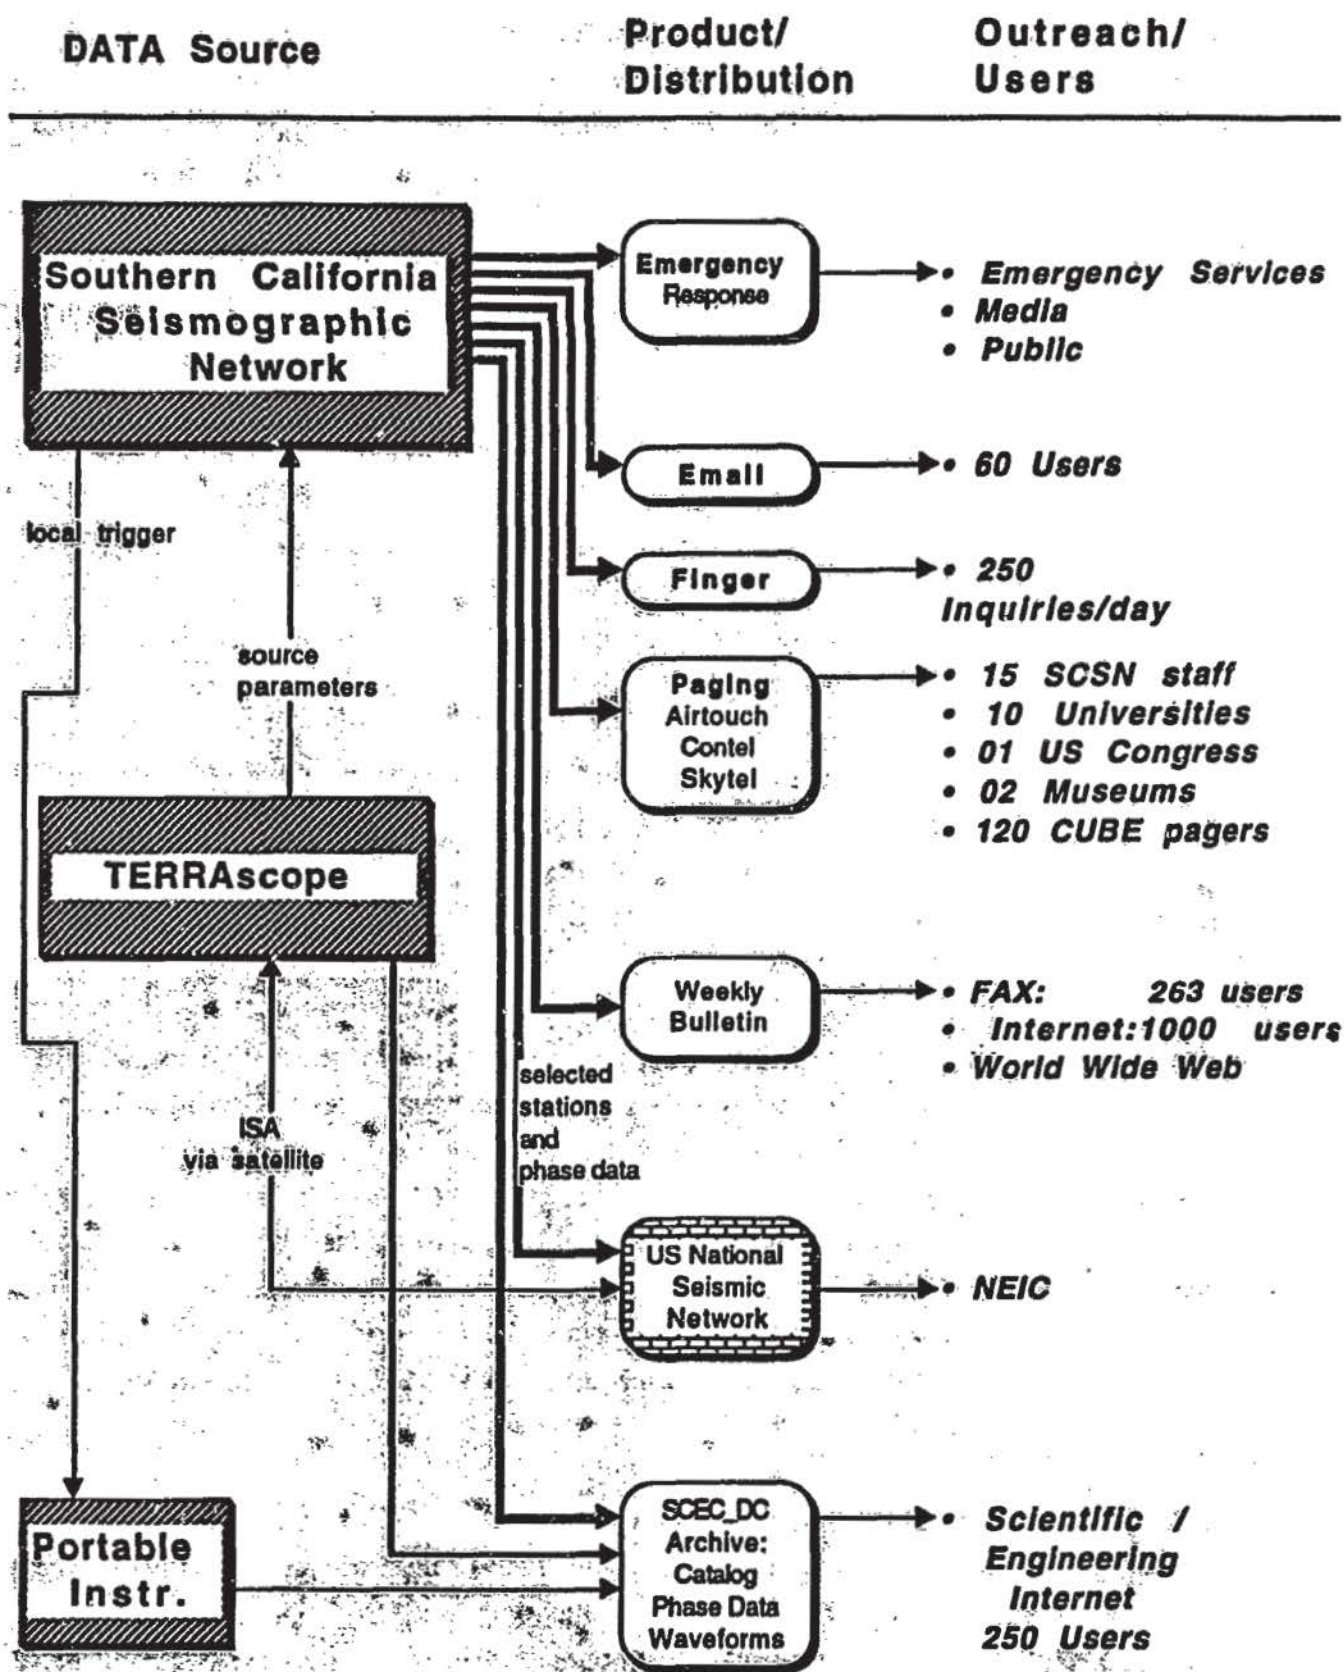 DATA Source
Product/
Distribution
Outreach/
Users
Southern California
Seismographic
Network
local trigger
source
parameters
TERRAscope
ISA
via satellite
Portable
Instr.
selected
stations
and
phase data
Emergency
Response
• Emergency Services
• Media
• Public
Email
• 60 Users
Finger
• 250
Inquiries/day
Paging
Airtouch
Contel
Skytel
• 15 SCSN staff
• 10 Universities
• 01 US Congress
• 02 Museums
• 120 CUBE pagers
Weekly
Bulletin
• FAX: 263 users
• Internet:1000 users
• World Wide Web
US National
Seismic
Network
• NEIC
SCEC_DC
Archive:
Catalog
Phase Data
Waveforms
• Scientific /
Engineering
Internet
250 Users